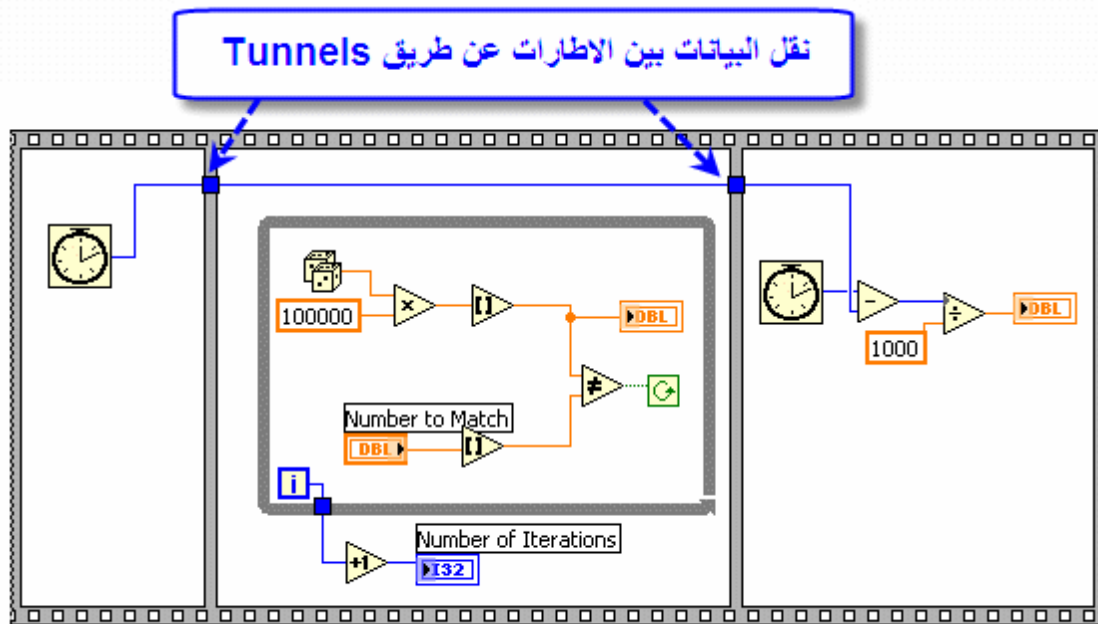 نقل البيانات بين الاطارات عن طريق Tunnels
100000
DBL
1000
DBL
Number to Match
DBL
i
Number of Iterations
+1
I32